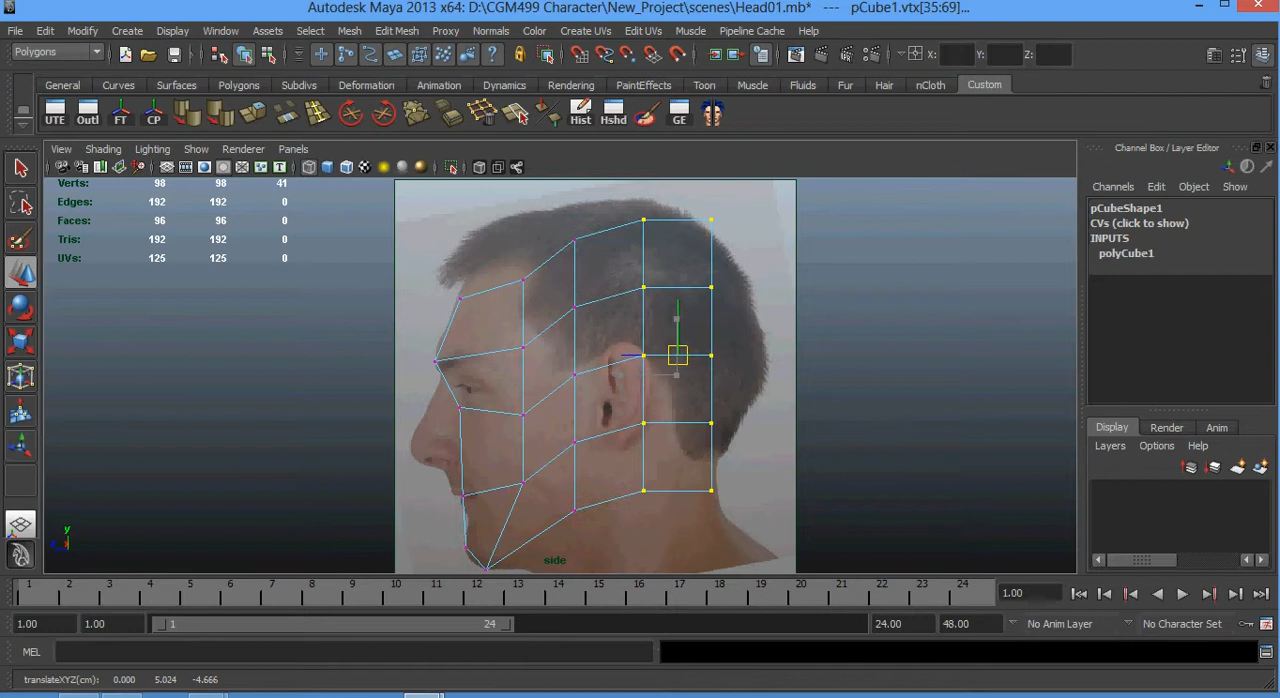 Autodesk Maya 2013 x64: D:\CGM499 Character\New_Project\scenes\Head01.mb* --- pCube1.vtx[35:69]...
File Edit Modify Create Display Window Assets Select Mesh Edit Mesh Proxy Normals Color Create UVs Edit UVs Muscle Pipeline Cache Help
Polygons X: Y: Z:
General Curves Surfaces Polygons Subdivs Deformation Animation Dynamics Rendering PaintEffects Toon Muscle Fluids Fur Hair nCloth Custom
UTE Outl FT CP Hist Hshd GE
View Shading Lighting Show Renderer Panels
Channel Box / Layer Editor
Channels Edit Object Show
Verts: 98 98 41
Edges: 192 192 0
Faces: 96 96 0
Tris: 192 192 0
UVs: 125 125 0
pCubeShape1
CVs (click to show)
INPUTS
polyCube1
Display Render Anim
Layers Options Help
y
side
1 2 3 4 5 6 7 8 9 10 11 12 13 14 15 16 17 18 19 20 21 22 23 24 1.00
1.00 1.00 1 24 24.00 48.00 No Anim Layer No Character Set
MEL
translateXYZ(cm): 0.000 5.024 -4.666